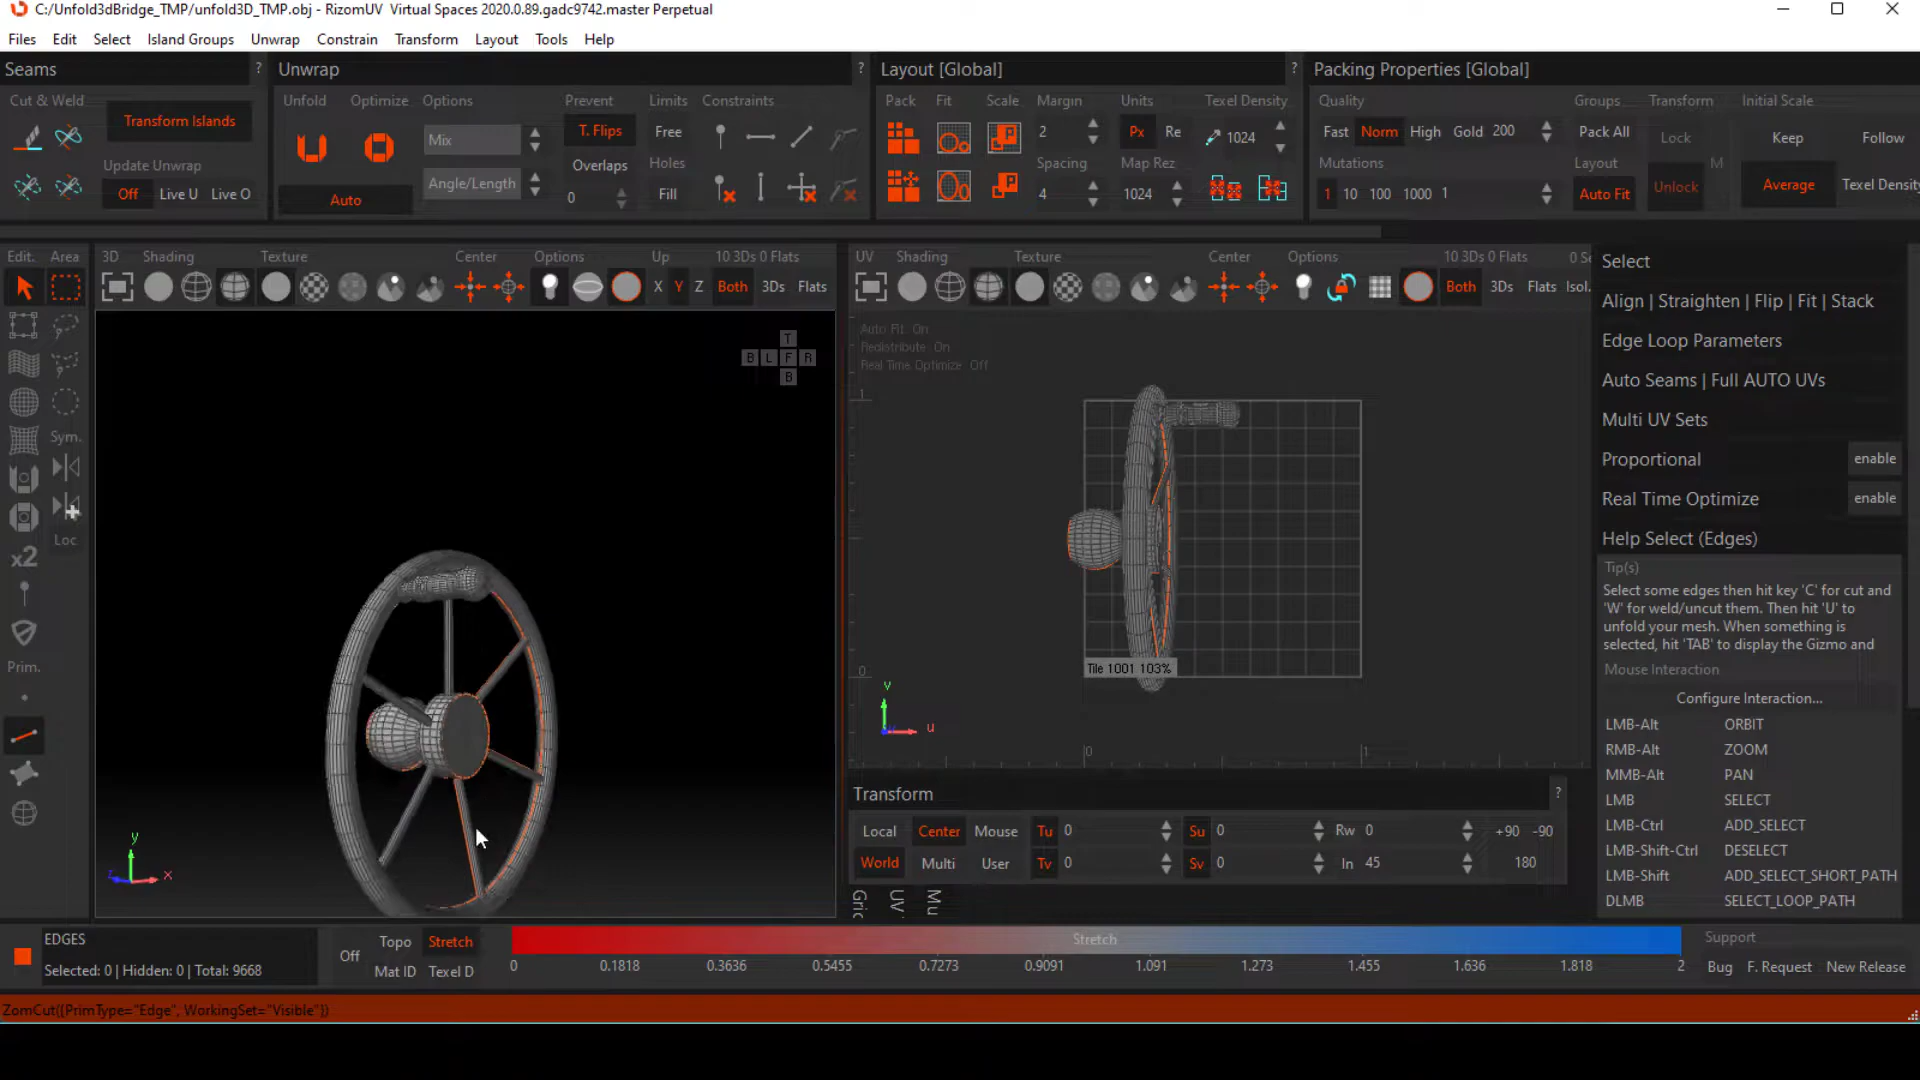 C:/Unfold3dBridge_TMP/unfold3D_TMP.obj - RizomUV Virtual Spaces 2020.0.89.gadc9742.master Perpetual
Files Edit Select Island Groups Unwrap Constrain Transform Layout Tools Help
Seams ? Unwrap ? Layout [Global] ? Packing Properties [Global]
Cut & Weld Unfold Optimize Options Prevent Limits Constraints Pack Fit Scale Margin Units Texel Density Quality Groups Transform Initial Scale
Transform Islands Mix T. Flips Free 2 Px Re 1024 Fast Norm High Gold 200 Pack All Lock Keep Follow
Update Unwrap Overlaps Holes Spacing Map Rez Mutations Layout M
Off Live U Live O Angle/Length 0 Fill 4 1024 1 10 100 1000 1 Auto Fit Unlock Average Texel Density
Auto
Edit. Area 3D Shading Texture Center Options Up 10 3Ds 0 Flats UV Shading Texture Center Options 10 3Ds 0 Flats 0 Se
X Y Z Both 3Ds Flats Both 3Ds Flats Isol.
Select
Align | Straighten | Flip | Fit | Stack
Edge Loop Parameters
Auto Seams | Full AUTO UVs
Multi UV Sets
Proportional enable
Real Time Optimize enable
Help Select (Edges)
Tip(s)
Select some edges then hit key 'C' for cut and
'W' for weld/uncut them. Then hit 'U' to
unfold your mesh. When something is
selected, hit 'TAB' to display the Gizmo and
Mouse Interaction
Configure Interaction...
LMB-Alt ORBIT
RMB-Alt ZOOM
MMB-Alt PAN
LMB SELECT
LMB-Ctrl ADD_SELECT
LMB-Shift-Ctrl DESELECT
LMB-Shift ADD_SELECT_SHORT_PATH
DLMB SELECT_LOOP_PATH
T
B L F R
B
Auto Fit: On
Redistribute: On
Real Time Optimize: Off
Sym.
Loc
x2
Prim.
y
x
1
0
Tile 1001 103%
v
u
0 1
Transform ?
Local Center Mouse Tu 0 Su 0 Rw 0 +90 -90
World Multi User Tv 0 Sv 0 In 45 180
Gric UV Mu
EDGES
Selected: 0 | Hidden: 0 | Total: 9668
Off Topo Stretch
Mat ID Texel D
Stretch
0 0.1818 0.3636 0.5455 0.7273 0.9091 1.091 1.273 1.455 1.636 1.818 2
Support
Bug F. Request New Release
ZomCut({PrimType="Edge", WorkingSet="Visible"})